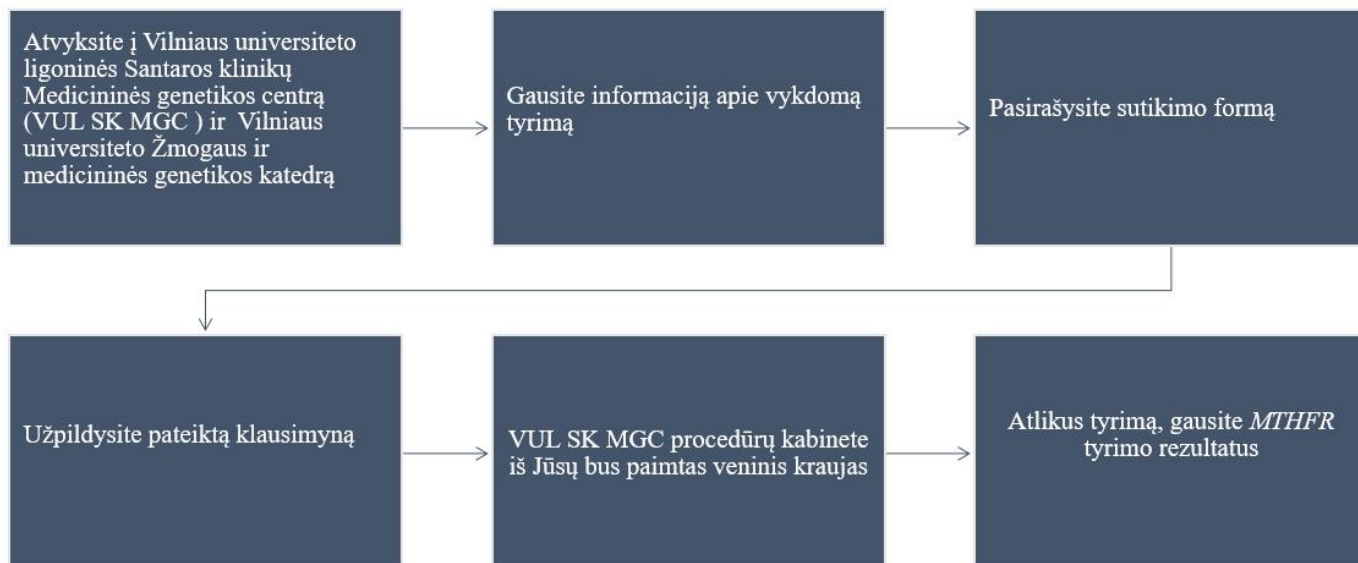 Atvyksite į Vilniaus universiteto
ligoninės Santaros klinikų
Medicininės genetikos centrą
(VUL SK MGC ) ir Vilniaus
universiteto Žmogaus ir
medicininės genetikos katedrą
Gausite informaciją apie vykdomą
tyrimą
Pasirašysite sutikimo formą
Užpildysite pateiktą klausimyną
VUL SK MGC procedūrų kabinete
iš Jūsų bus paimtas veninis kraujas
Atlikus tyrimą, gausite MTHFR
tyrimo rezultatus